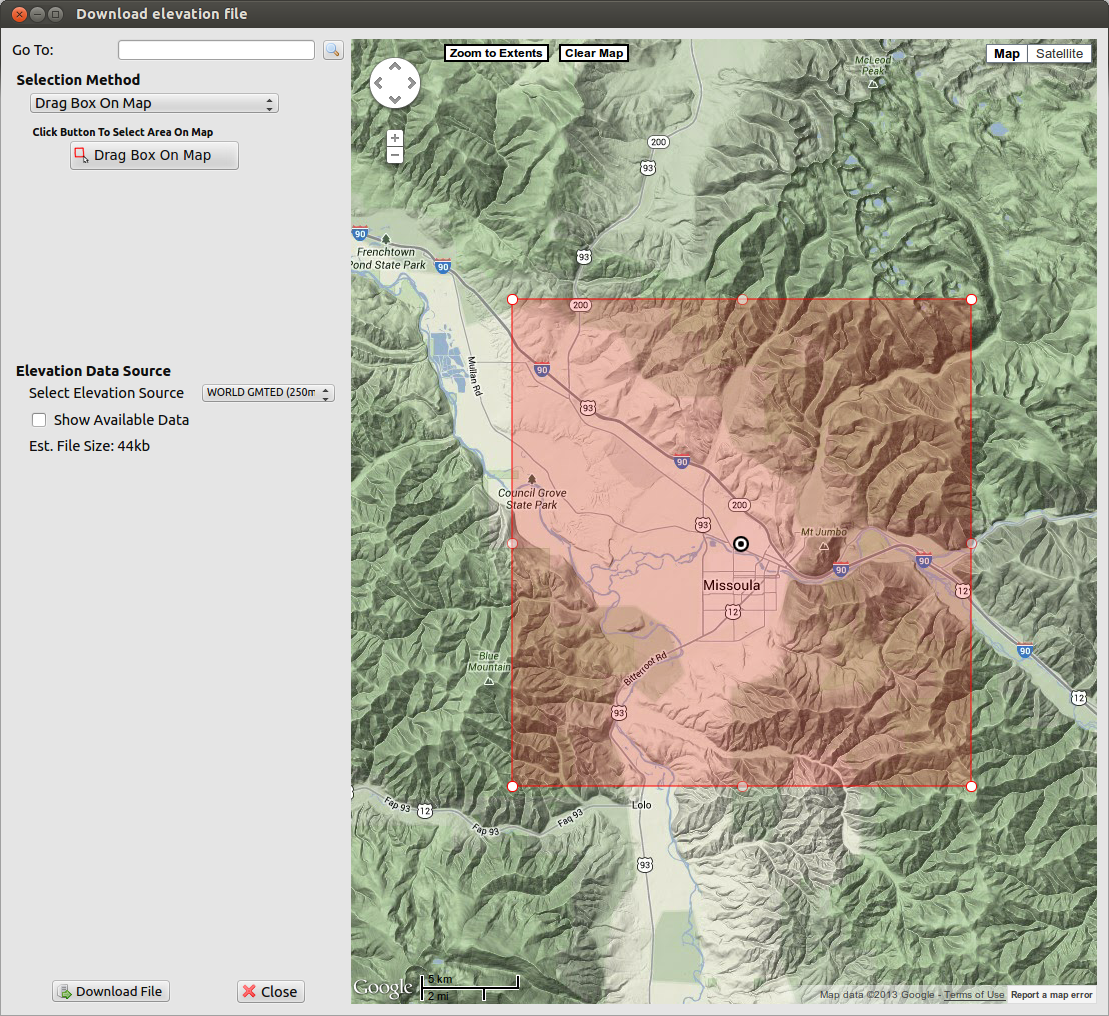 Download elevation file
Go To:
Selection Method
Drag Box On Map
Click Button To Select Area On Map
Drag Box On Map
Elevation Data Source
Select Elevation Source
WORLD GMTED (250m
Show Available Data
Est. File Size: 44kb
Download File
Close
Zoom to Extents
Clear Map
Map
Satellite
McLeod
Peak
200
93
90
Frenchtown
Pond State Park
90
93
200
Mullan Rd
90
93
90
Council Grove
State Park
200
93
Mt Jumbo
90
90
Missoula
12
12
Blue
Mountain
Bitterroot Rd
90
12
93
Fap 93
12
Fap 93
Faq 93
Lolo
93
Google
5 km
2 mi
Map data ©2013 Google - Terms of Use
Report a map error